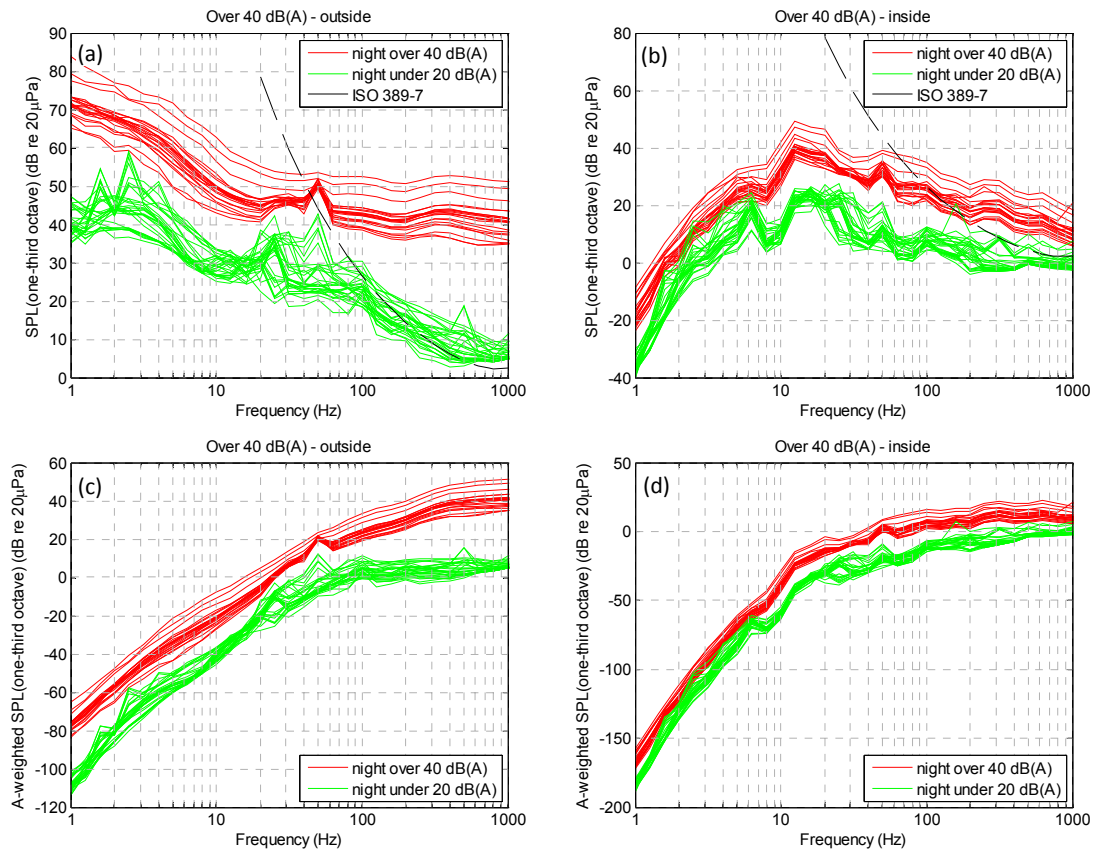 Over 40 dB(A) - outside
(a)
night over 40 dB(A)
night under 20 dB(A)
ISO 389-7
SPL(one-third octave) (dB re 20μPa)
90
80
70
60
50
40
30
20
10
0
1
10
100
1000
Frequency (Hz)
Over 40 dB(A) - inside
(b)
night over 40 dB(A)
night under 20 dB(A)
ISO 389-7
SPL(one-third octave) (dB re 20μPa)
80
60
40
20
0
-20
-40
1
10
100
1000
Frequency (Hz)
Over 40 dB(A) - outside
(c)
night over 40 dB(A)
night under 20 dB(A)
A-weighted SPL(one-third octave) (dB re 20μPa)
60
40
20
0
-20
-40
-60
-80
-100
-120
1
10
100
1000
Frequency (Hz)
Over 40 dB(A) - inside
(d)
night over 40 dB(A)
night under 20 dB(A)
A-weighted SPL(one-third octave) (dB re 20μPa)
50
0
-50
-100
-150
-200
1
10
100
1000
Frequency (Hz)